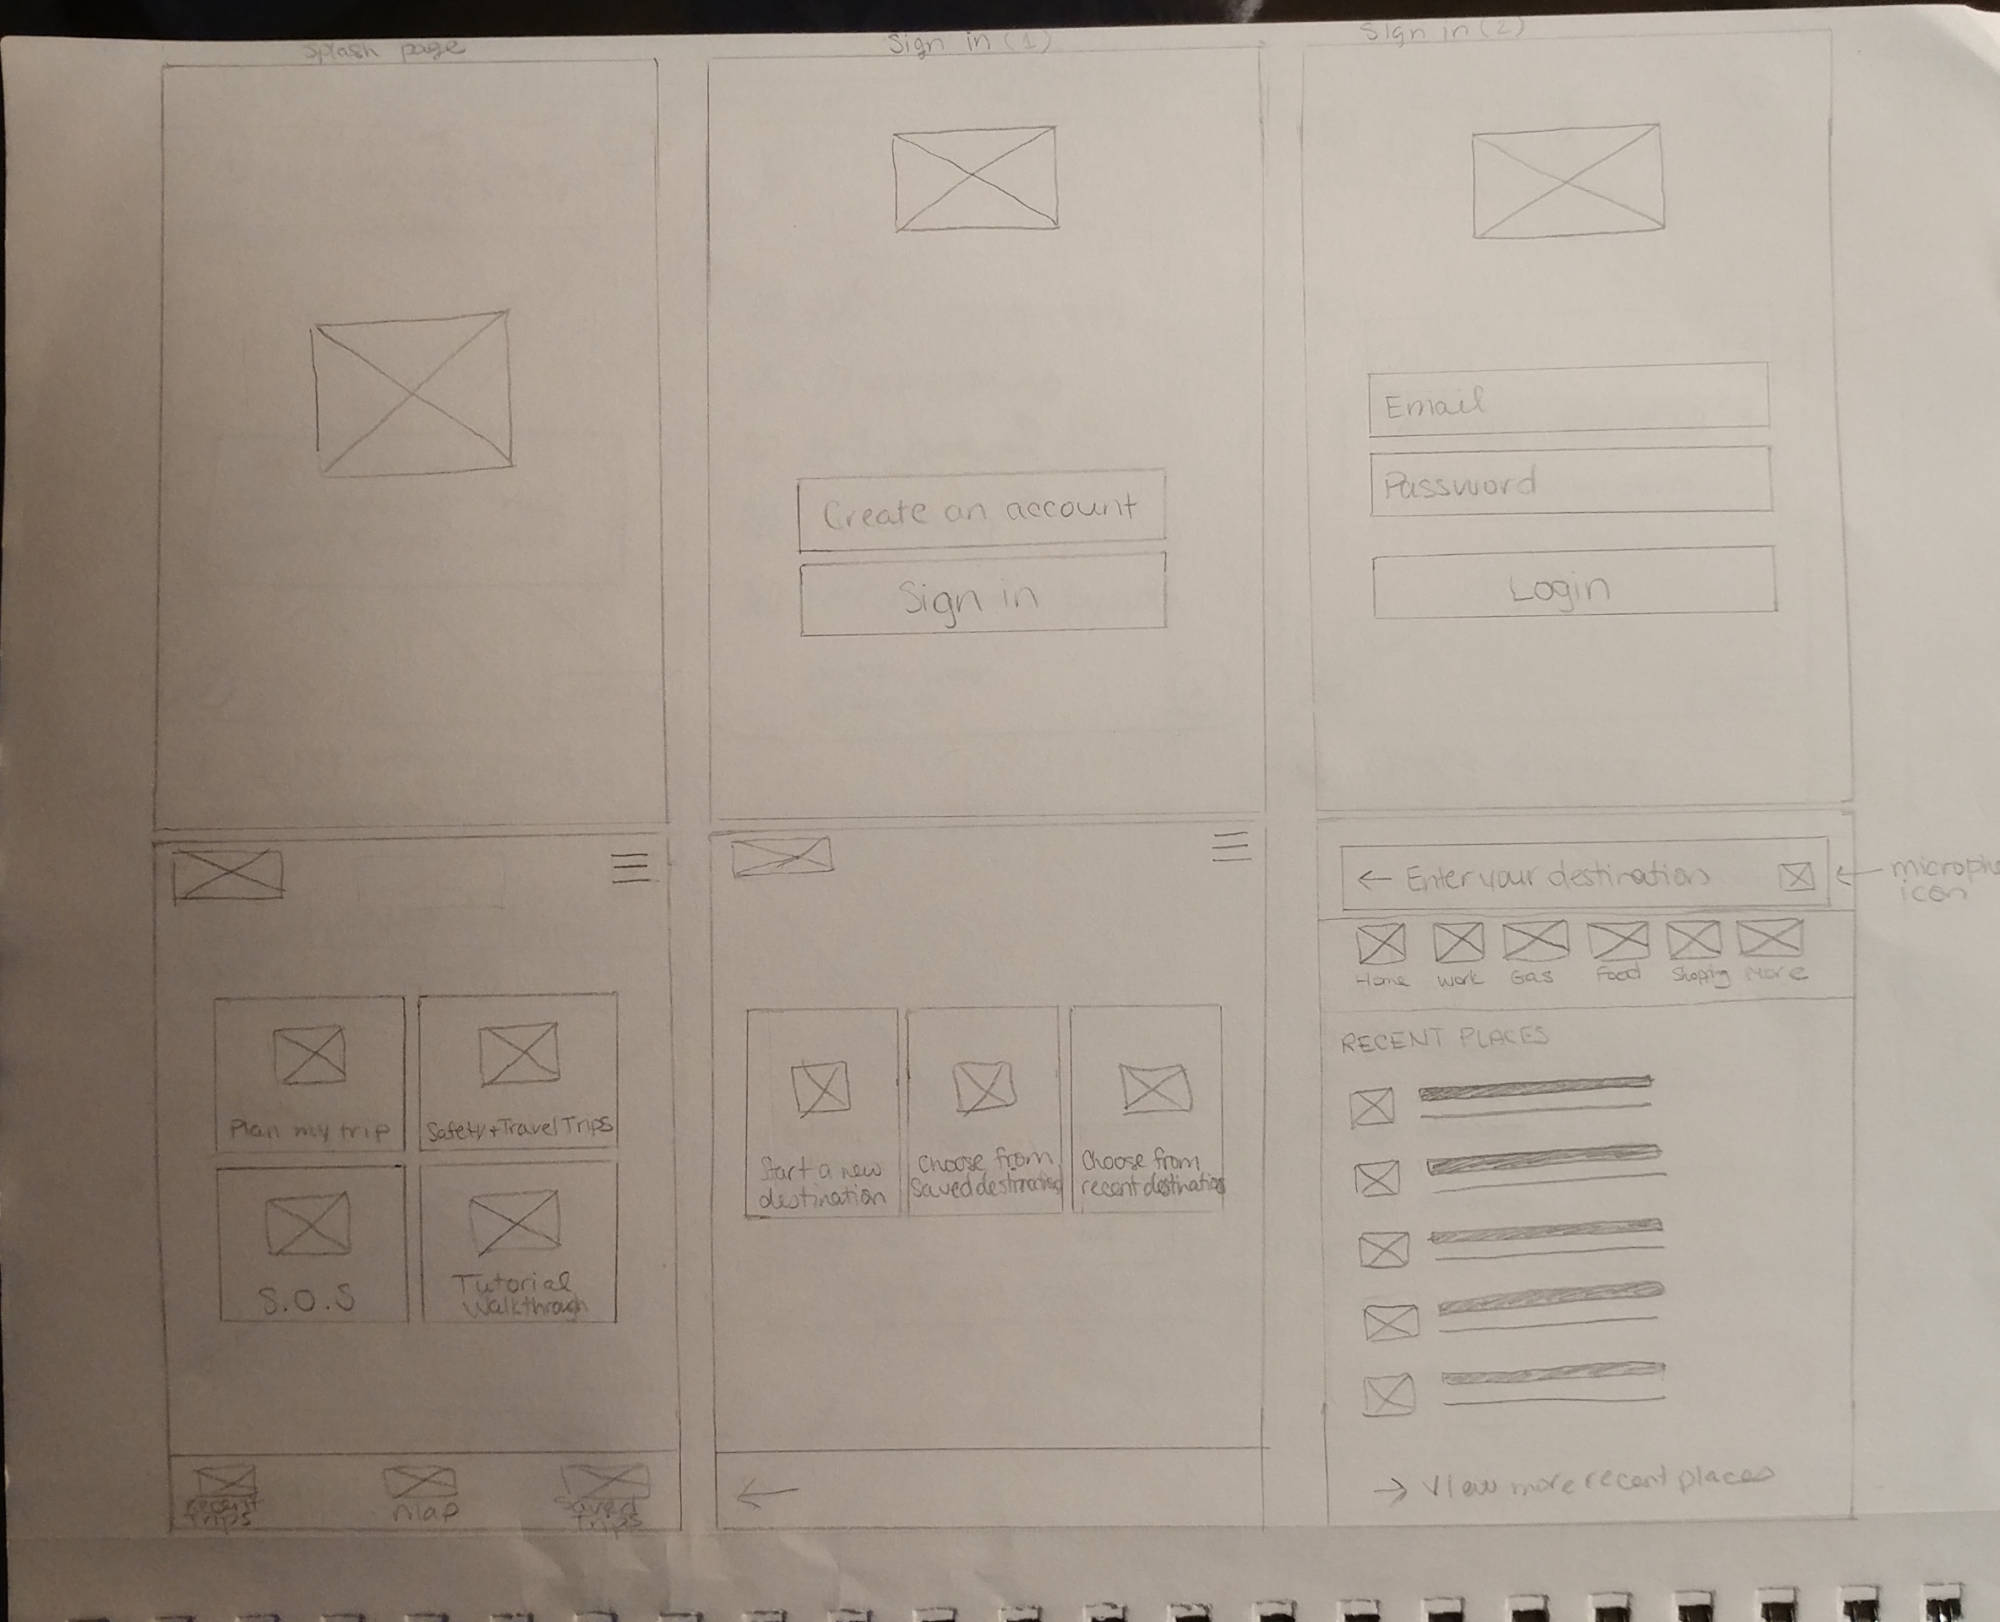 Splash page
Sign in (1)
Sign in (2)
Create an account
Sign in
Email
Password
Login
Plan my trip
Safety+Travel Trips
S.O.S
Tutorial
Walkthrough
recent
trips
Map
Saved
trips
Start a new
destination
Choose from
Saved destinations
Choose from
recent destinations
← Enter your destination
← 
icon
Home
Work
Gas
Food
Shopping
More
RECENT PLACES
→ View more recent places